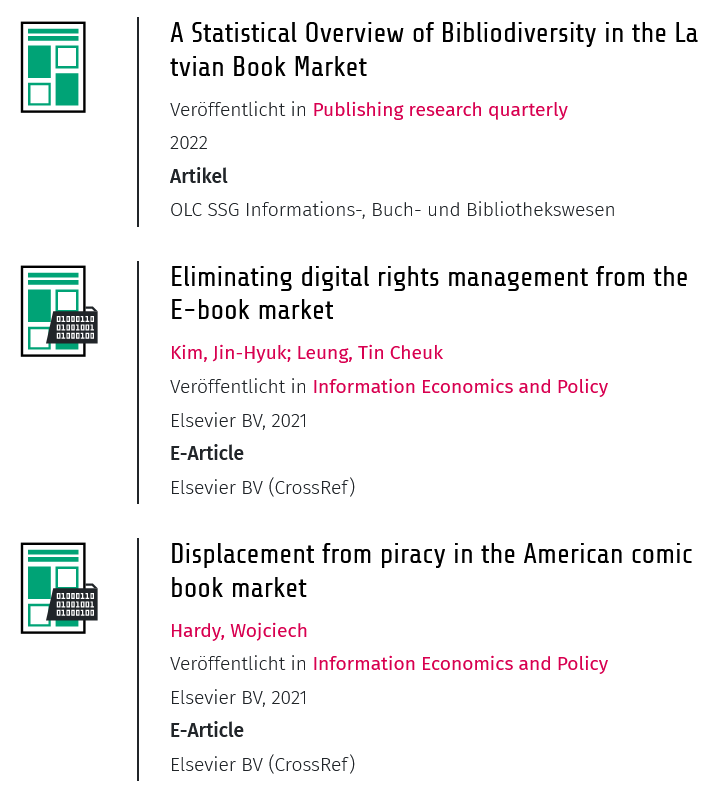 A Statistical Overview of Bibliodiversity in the La
tvian Book Market
Veröffentlicht in Publishing research quarterly
2022
Artikel
OLC SSG Informations-, Buch- und Bibliothekswesen
Eliminating digital rights management from the
E-book market
01000110
01001001
01000100
Kim, Jin-Hyuk; Leung, Tin Cheuk
Veröffentlicht in Information Economics and Policy
Elsevier BV, 2021
E-Article
Elsevier BV (CrossRef)
Displacement from piracy in the American comic
book market
01000110
01001001
01000100
Hardy, Wojciech
Veröffentlicht in Information Economics and Policy
Elsevier BV, 2021
E-Article
Elsevier BV (CrossRef)